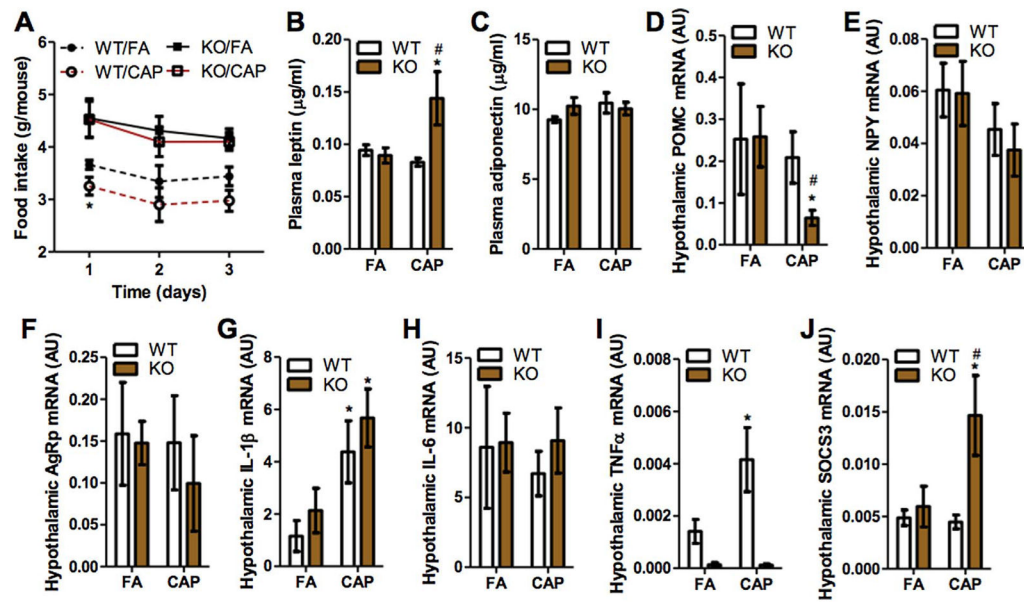 A
Food intake (g/mouse)
6
5
4
3
2
WT/FA
KO/FA
WT/CAP
KO/CAP
*
1
2
3
Time (days)
B
Plasma leptin (µg/ml)
0.20
0.15
0.10
0.05
0.00
WT
KO
#
*
FA
CAP
C
Plasma adiponectin (µg/ml)
15
10
5
0
WT
KO
FA
CAP
D
Hypothalamic POMC mRNA (AU)
0.5
0.4
0.3
0.2
0.1
0.0
WT
KO
#
*
FA
CAP
E
Hypothalamic NPY mRNA (AU)
0.08
0.06
0.04
0.02
0.00
WT
KO
FA
CAP
F
Hypothalamic AgRp mRNA (AU)
0.25
0.20
0.15
0.10
0.05
0.00
WT
KO
FA
CAP
G
Hypothalamic IL-1β mRNA (AU)
8
6
4
2
0
WT
KO
*
*
FA
CAP
H
Hypothalamic IL-6 mRNA (AU)
15
10
5
0
WT
KO
FA
CAP
I
Hypothalamic TNFα mRNA (AU)
0.008
0.006
0.004
0.002
0.000
WT
KO
*
FA
CAP
J
Hypothalamic SOCS3 mRNA (AU)
0.020
0.015
0.010
0.005
0.000
WT
KO
#
*
FA
CAP